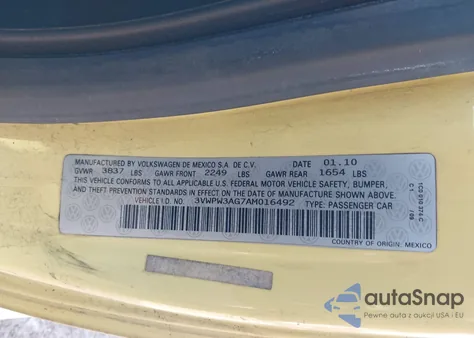 MANUFACTURED BY VOLKSWAGEN DE MEXICO S.A. DE C.V. DATE 01.10
GVWR 3837 LBS GAWR FRONT 2249 LBS GAWR REAR 1654 LBS
THIS VEHICLE CONFORMS TO ALL APPLICABLE U.S. FEDERAL MOTOR VEHICLE SAFETY, BUMPER,
AND THEFT PREVENTION STANDARDS IN EFFECT ON THE DATE OF MANUFACTURE SHOWN ABOVE.
VEHICLE I.D. NO 3VWPW3AG7AM016492 TYPE: PASSENGER CAR
COUNTRY OF ORIGIN: MEXICO
autoSnap
Pewne auta z aukcji USA i EU